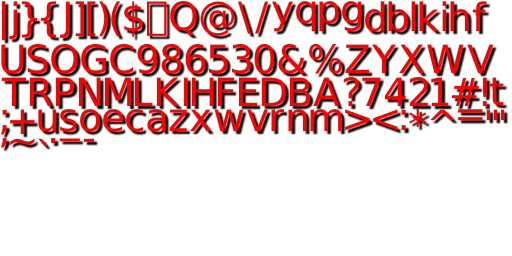 |j}{J][)($□Q@\/yqpgdblkihf
USOGC986530&%ZYXWV
TRPNMLKIHFEDBA?7421#!t
;+usoecazxwvrnm><:*^="'
,~`._-